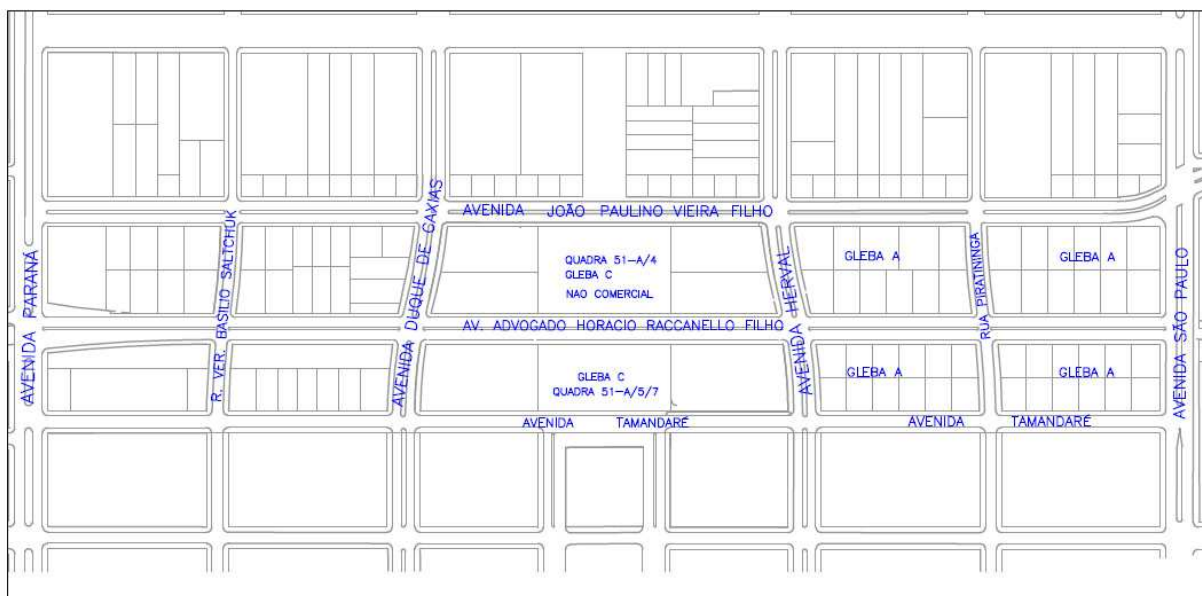 AVENIDA JOÃO PAULINO VIEIRA FILHO
AVENIDA PARANÁ
R. VER. BASILIO SALTCHUK
AVENIDA DUQUE DE CAXIAS
QUADRA 51-A/4
GLEBA C
NAO COMERCIAL
AVENIDA HERVAL
GLEBA A
RUA PIRATININGA
GLEBA A
AVENIDA SÃO PAULO
AV. ADVOGADO HORACIO RACCANELLO FILHO
GLEBA C
QUADRA 51-A/5/7
GLEBA A
GLEBA A
AVENIDA TAMANDARÉ
AVENIDA TAMANDARÉ